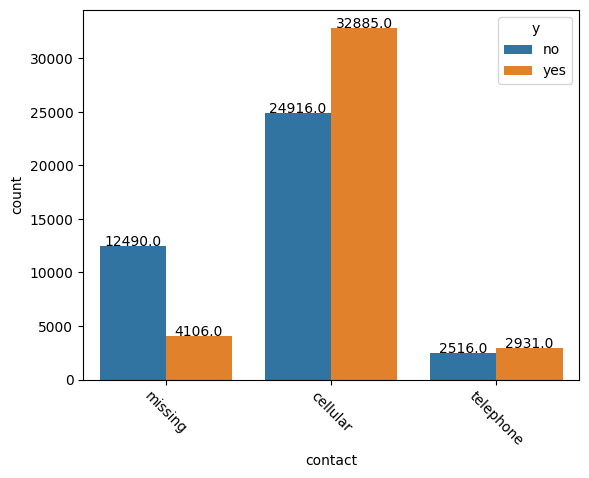 32885.0
y
no
yes
30000
25000
24916.0
20000
count
15000
12490.0
10000
5000
4106.0
2516.0
2931.0
0
missing
cellular
telephone
contact